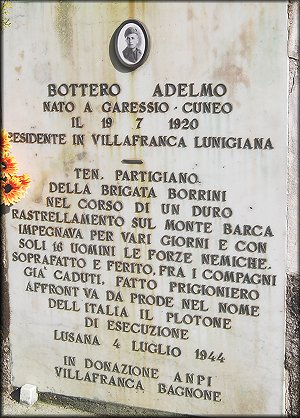 BOTTERO ADELMO
NATO A GARESSIO - CUNEO
IL 19 7 1920
RESIDENTE IN VILLAFRANCA LUNIGIANA
TEN. PARTIGIANO
DELLA BRIGATA BORRINI
NEL CORSO DI UN DURO
RASTRELLAMENTO SUL MONTE BARCA
IMPEGNAVA PER VARI GIORNI E CON
SOLI 16 UOMINI LE FORZE NEMICHE.
SOPRAFATTO E FERITO, FRA I COMPAGNI
GIA' CADUTI, FATTO PRIGIONIERO
AFFRONT VA DA PRODE NEL NOME
DELL'ITALIA IL PLOTONE
DI ESECUZIONE
LUSANA 4 LUGLIO 1944
IN DONAZIONE ANPI
VILLAFRANCA BAGNONE